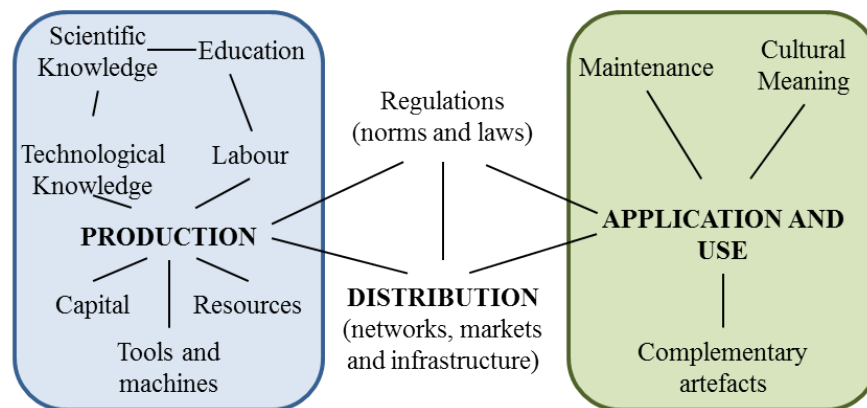 Scientific
Knowledge
Education
Technological
Knowledge
Labour
PRODUCTION
Capital
Resources
Tools and
machines
Regulations
(norms and laws)
DISTRIBUTION
(networks, markets
and infrastructure)
Maintenance
Cultural
Meaning
APPLICATION AND
USE
Complementary
artefacts